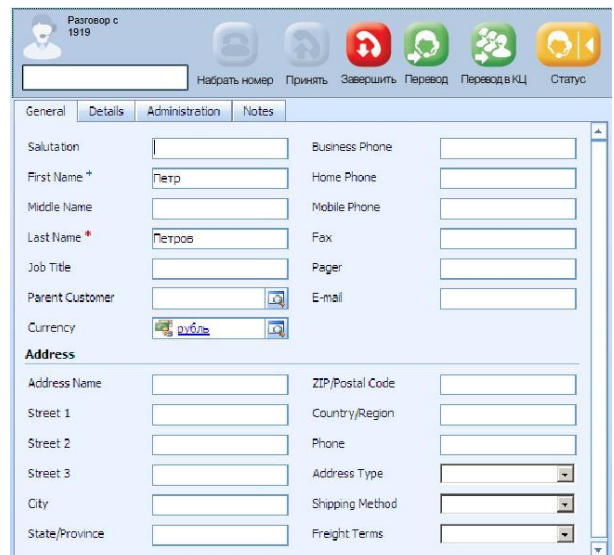 Разговор с
1919
Набрать номер Принять Завершить Перевод Перевод в КЦ Статус
General Details Administration Notes
Salutation Business Phone
First Name + Петр Home Phone
Middle Name Mobile Phone
Last Name * Петров Fax
Job Title Pager
Parent Customer E-mail
Currency рубль
Address
Address Name ZIP/Postal Code
Street 1 Country/Region
Street 2 Phone
Street 3 Address Type
City Shipping Method
State/Province Freight Terms